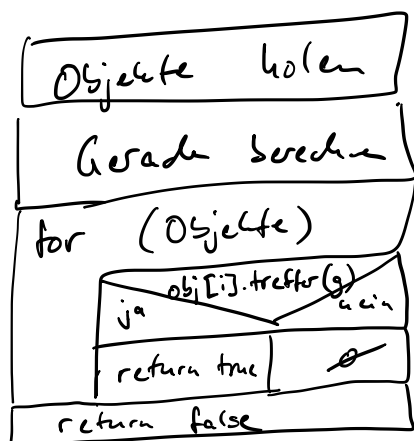 Objekte holen
Gerade berechnen
for (Objekte)
obj[i].treffer(g)
ja nein
return true ∅
return false